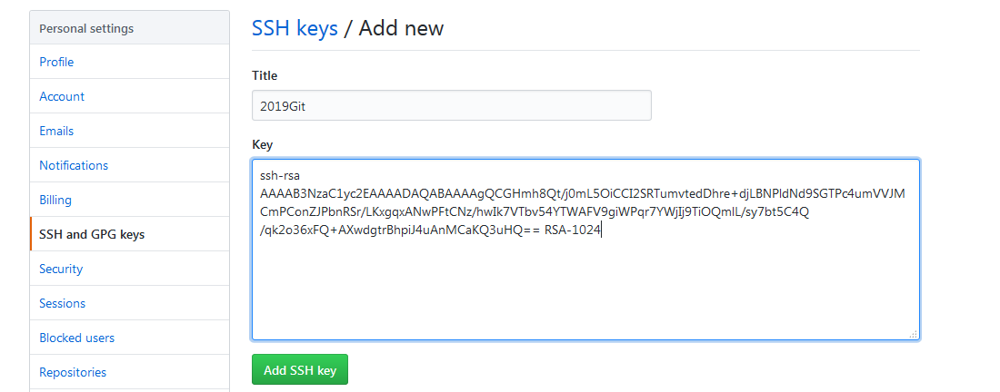 Personal settings
Profile
Account
Emails
Notifications
Billing
SSH and GPG keys
Security
Sessions
Blocked users
Repositories
SSH keys / Add new
Title
2019Git
Key
ssh-rsa
AAAAB3NzaC1yc2EAAAADAQABAAAAgQCGHmh8Qt/j0mL5OiCCI2SRTumvtedDhre+djLBNPldNd9SGTPc4umVVJM
CmPConZJPbnRSr/LKxgqxANwPFtCNz/hwIk7VTbv54YTWAFV9giWPqr7YWjIj9TiOQmlL/sy7bt5C4Q
/qk2o36xFQ+AXwdgtrBhpiJ4uAnMCaKQ3uHQ== RSA-1024
Add SSH key